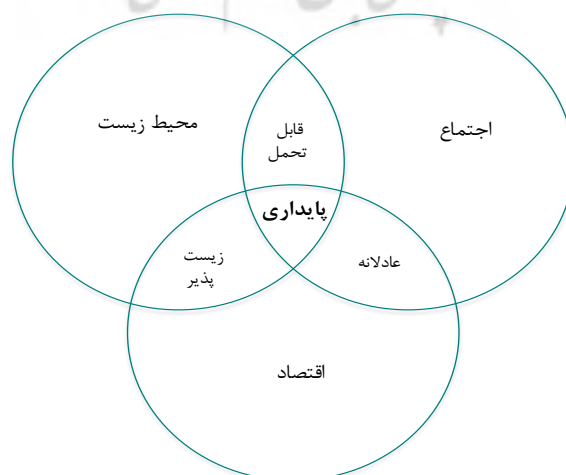 محیط زیست
اجتماع
قابل
تحمل
پایداری
زیست
پذیر
عادلانه
اقتصاد